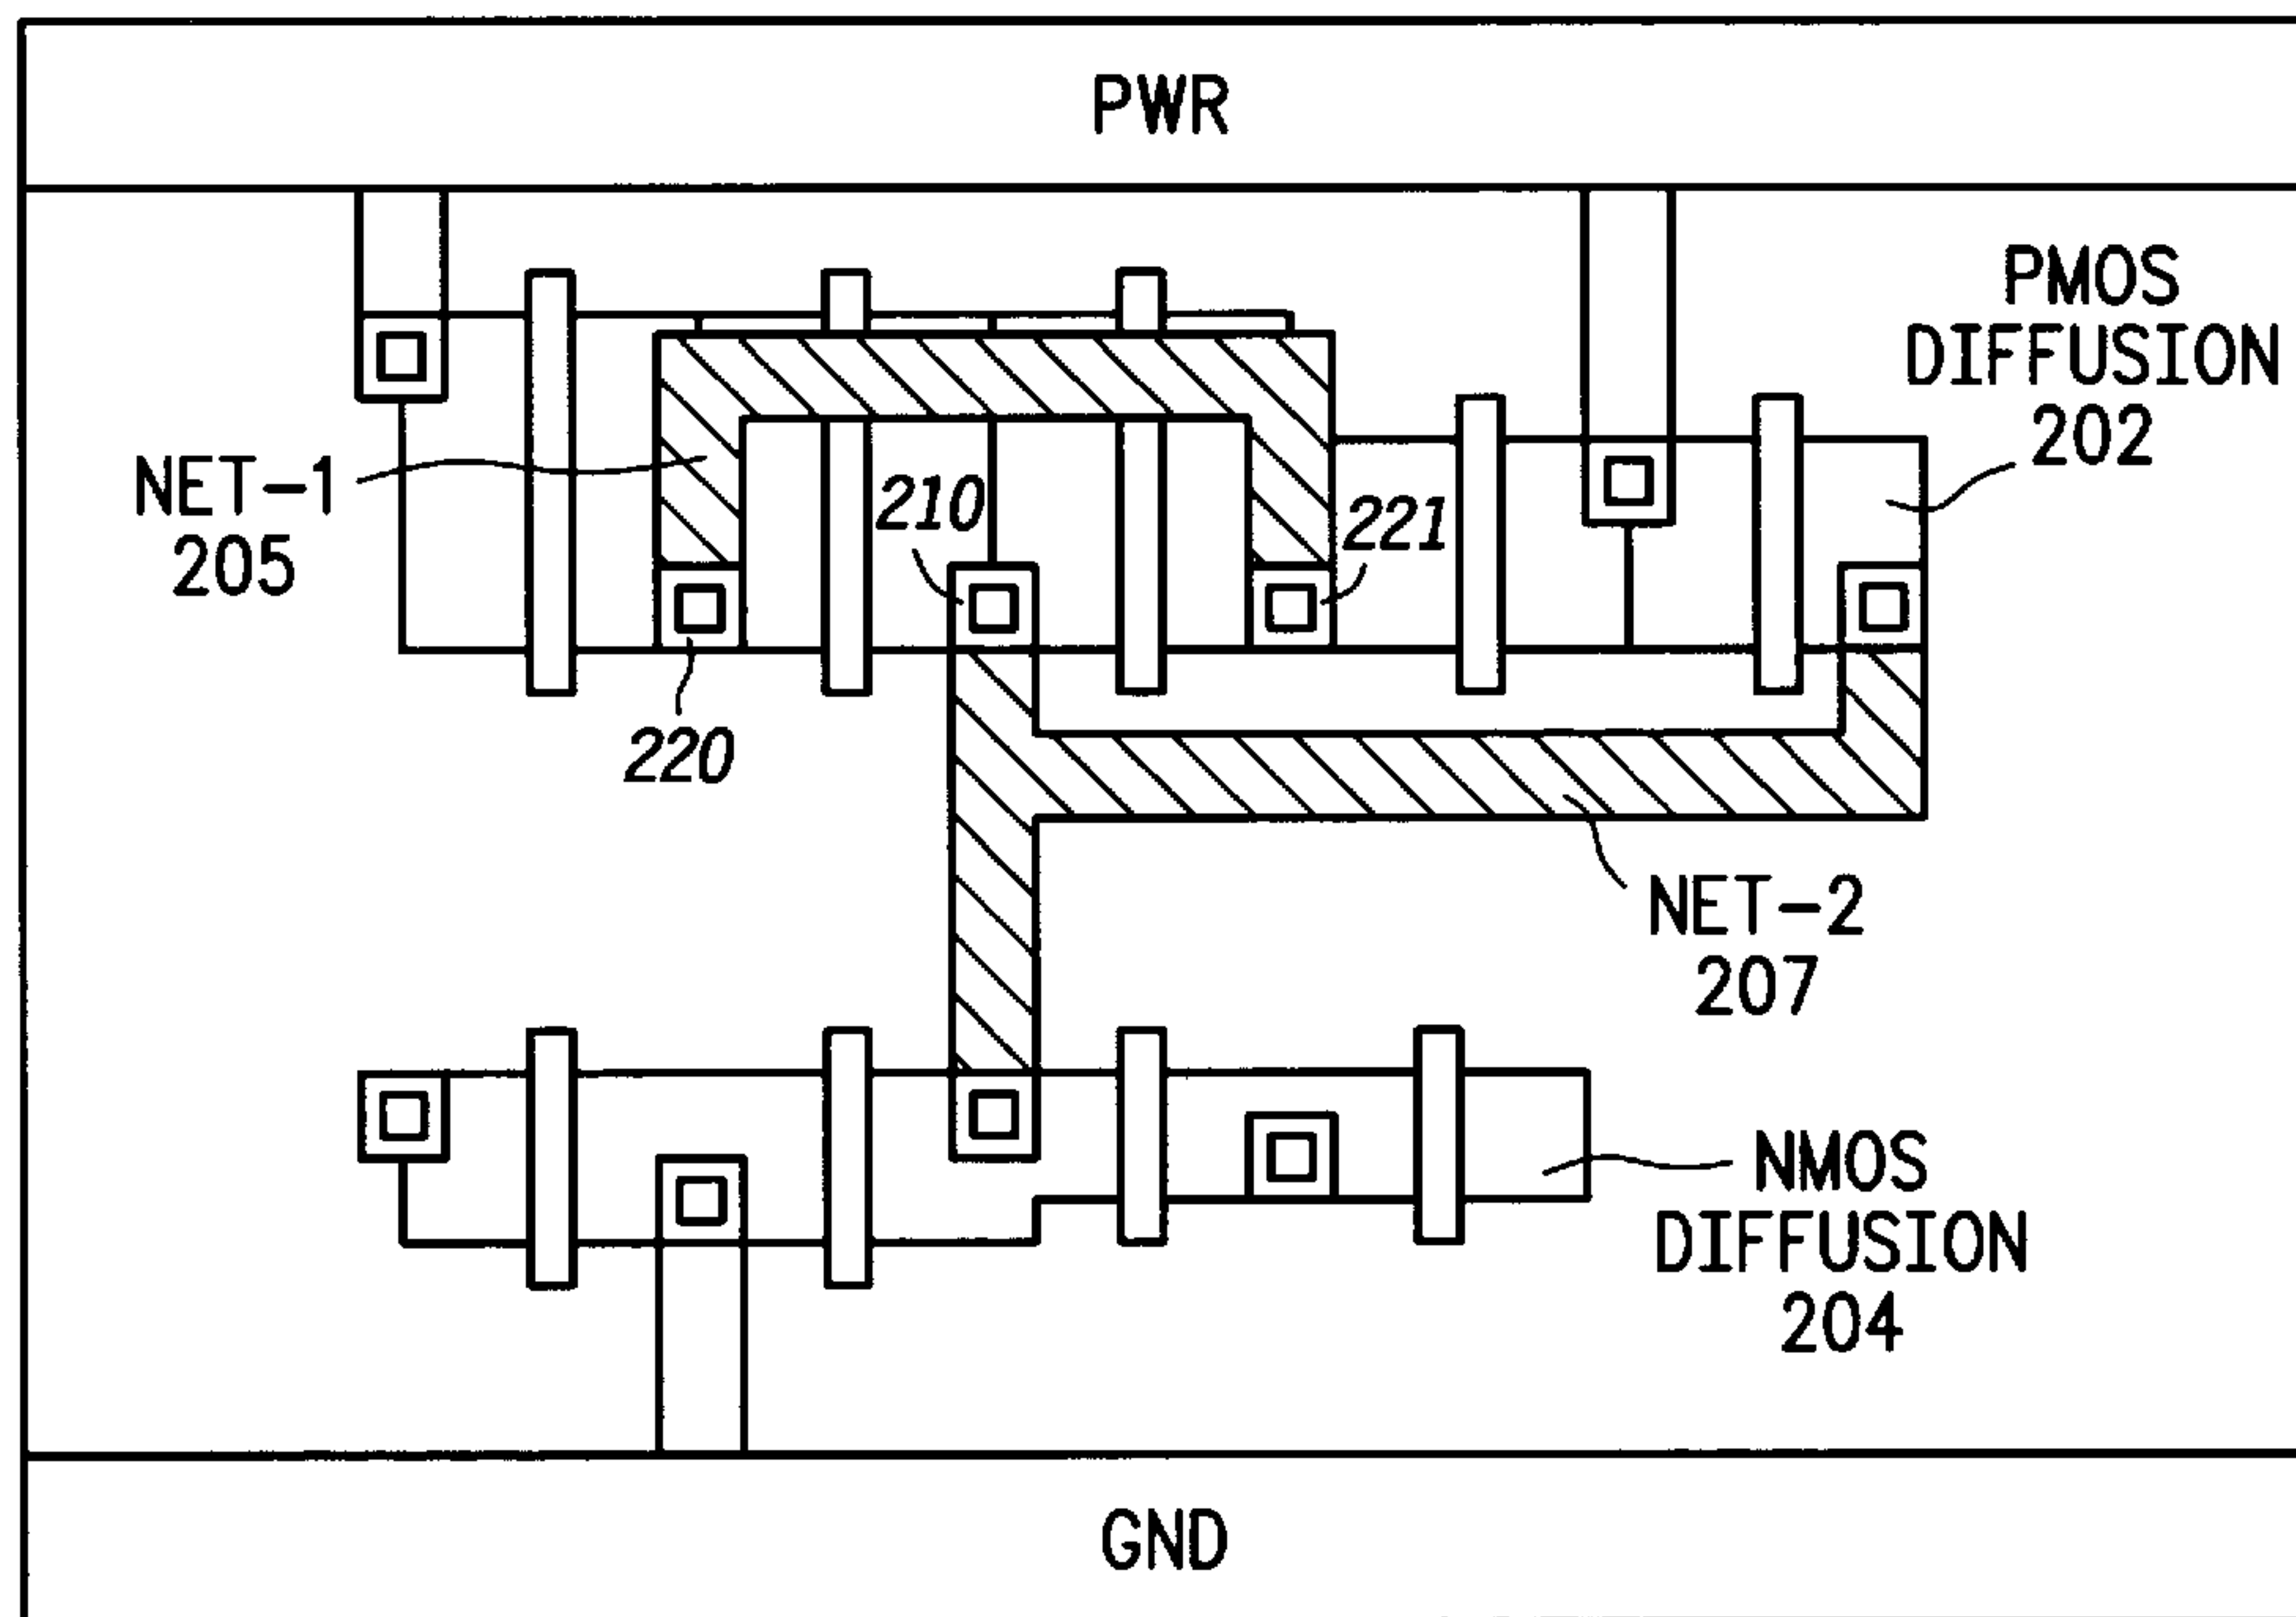 PWR
PMOS
DIFFUSION
202
NET-1
205
210
221
220
NET-2
207
NMOS
DIFFUSION
204
GND